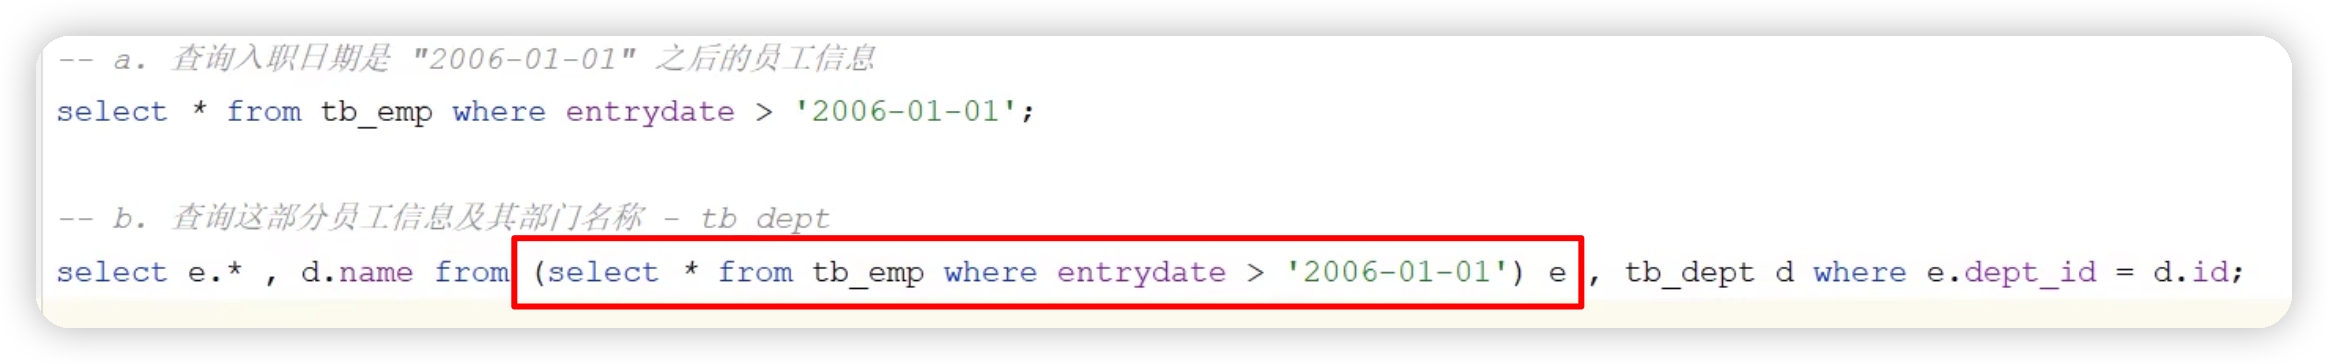 -- a. 查询入职日期是 "2006-01-01" 之后的员工信息
select * from tb_emp where entrydate > '2006-01-01';
-- b. 查询这部分员工信息及其部门名称 - tb dept
select e.* , d.name from (select * from tb_emp where entrydate > '2006-01-01') e , tb_dept d where e.dept_id = d.id;